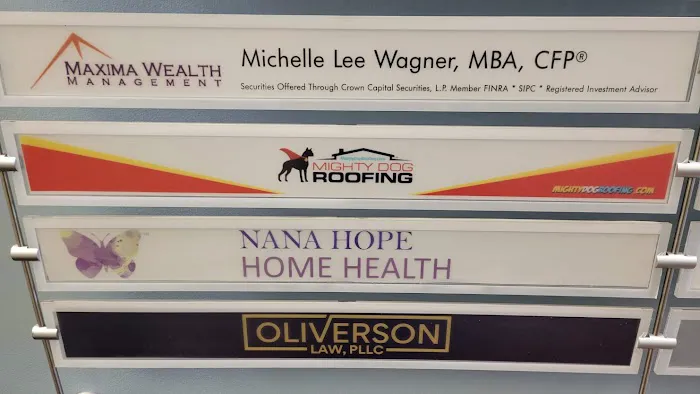 MAXIMA WEALTH
MANAGEMENT
Michelle Lee Wagner, MBA, CFP®
Securities Offered Through Crown Capital Securities, L.P. Member FINRA * SIPC * Registered Investment Advisor
MIGHTY DOG
ROOFING
MIGHTYDOGROOFING.COM
NANA HOPE
HOME HEALTH
OLIVERSON
LAW, PLLC